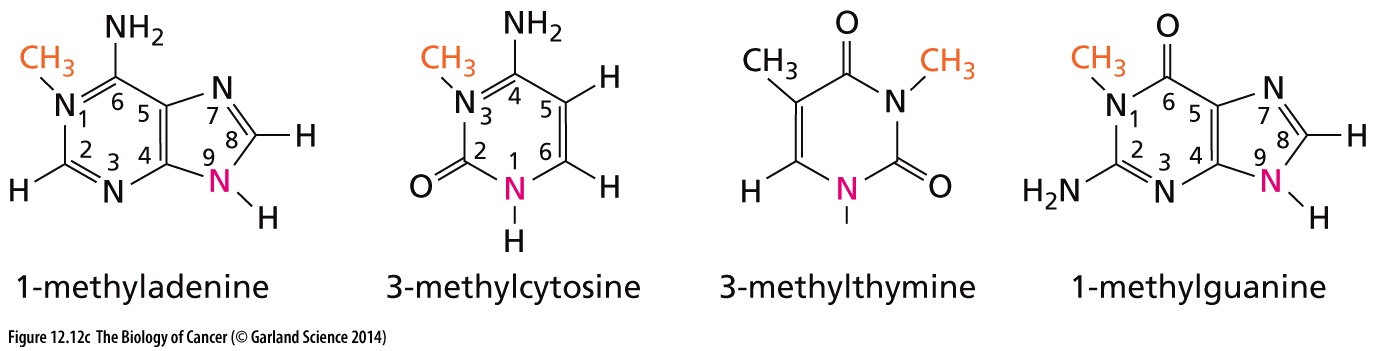 NH₂
CH₃
N
1
2
3
4
5
6
7
8
9
N
N
N
H
H
H
1-methyladenine
NH₂
CH₃
N
3
4
5
6
1
2
H
H
O
N
H
3-methylcytosine
O
CH₃
CH₃
N
H
N
O
3-methylthymine
O
CH₃
N
1
2
3
4
5
6
7
8
9
N
H
H₂N
N
N
H
1-methylguanine
Figure 12.12c The Biology of Cancer (© Garland Science 2014)